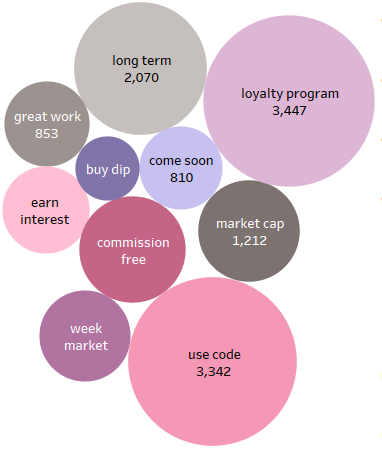 long term
2,070
loyalty program
3,447
great work
853
come soon
810
buy dip
earn
interest
market cap
1,212
commission
free
week
market
use code
3,342